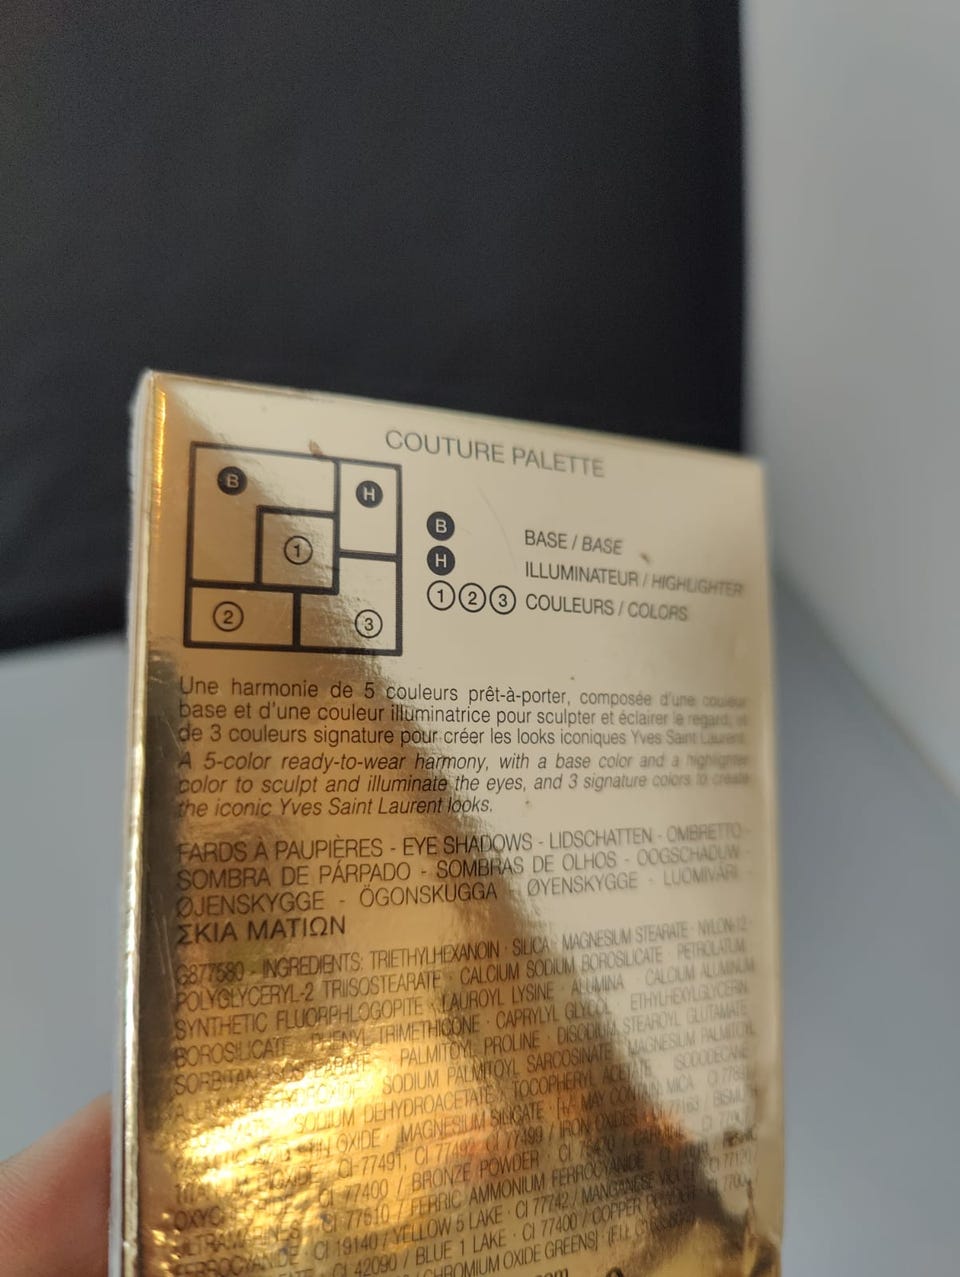 COUTURE PALETTE
B
H
1
2
3
B BASE / BASE
H ILLUMINATEUR / HIGHLIGHTER
1 2 3 COULEURS / COLORS
Une harmonie de 5 couleurs prêt-à-porter, composée d'une couleur
base et d'une couleur illuminatrice pour sculpter et éclairer le regard, et
de 3 couleurs signature pour créer les looks iconiques Yves Saint Laurent.
A 5-color ready-to-wear harmony, with a base color and a highlighter
color to sculpt and illuminate the eyes, and 3 signature colors to create
the iconic Yves Saint Laurent looks.
FARDS À PAUPIÈRES - EYE SHADOWS - LIDSCHATTEN - OMBRETTO -
SOMBRA DE PÁRPADO - SOMBRAS DE OLHOS - OOGSCHADUW -
ØJENSKYGGE - ÖGONSKUGGA - ØYENSKYGGE - LUOMIVÄRI -
ΣΚΙΑ ΜΑΤΙΩΝ
G877580 - INGREDIENTS: TRIETHYLHEXANOIN · SILICA · MAGNESIUM STEARATE · NYLON-12 ·
POLYGLYCERYL-2 TRIISOSTEARATE · CALCIUM SODIUM BOROSILICATE · PETROLATUM
SYNTHETIC FLUORPHLOGOPITE · LAUROYL LYSINE · ALUMINA · CALCIUM ALUMINUM
BOROSILICATE · PHENYL TRIMETHICONE · CAPRYLYL GLYCOL · ETHYLHEXYLGLYCERIN
SORBITAN ISOSTEARATE · PALMITOYL PROLINE · DISODIUM STEAROYL GLUTAMATE
ALUMINUM HYDROXIDE · SODIUM PALMITOYL SARCOSINATE · MAGNESIUM PALMITOYL
SODIUM DEHYDROACETATE · TOCOPHERYL ACETATE · ISODODECANE
TIN OXIDE · MAGNESIUM SILICATE · MAY CONTAIN MICA
CI 77491, CI 77492, CI 77499 / IRON OXIDES CI 77163 /
CI 77400 / BRONZE POWDER
ULTRAMARINES CI 77510 / FERRIC AMMONIUM FERROCYANIDE
FERROCYANIDE · CI 19140 / YELLOW 5 LAKE · CI 77742 / MANGANESE VIOLET
CI 42090 / BLUE 1 LAKE · CI 77400 / COPPER POWDER
CHROMIUM OXIDE GREENS]